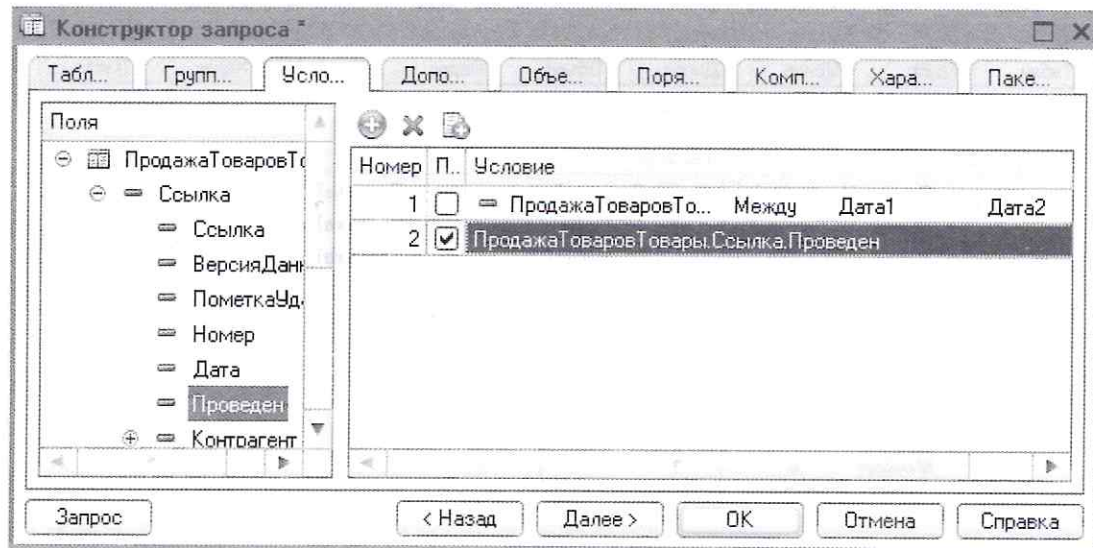 Конструктор запроса *
Табл... Групп... Усло... Допо... Объе... Поря... Комп... Хара... Паке...
Поля
ПродажаТоваровТо
Ссылка
Ссылка
ВерсияДанн
ПометкаУд
Номер
Дата
Проведен
Контрагент
Номер П.. Условие
1 ПродажаТоваровТо... Между Дата1 Дата2
2 ПродажаТоваровТовары.Ссылка.Проведен
Запрос < Назад Далее > ОК Отмена Справка